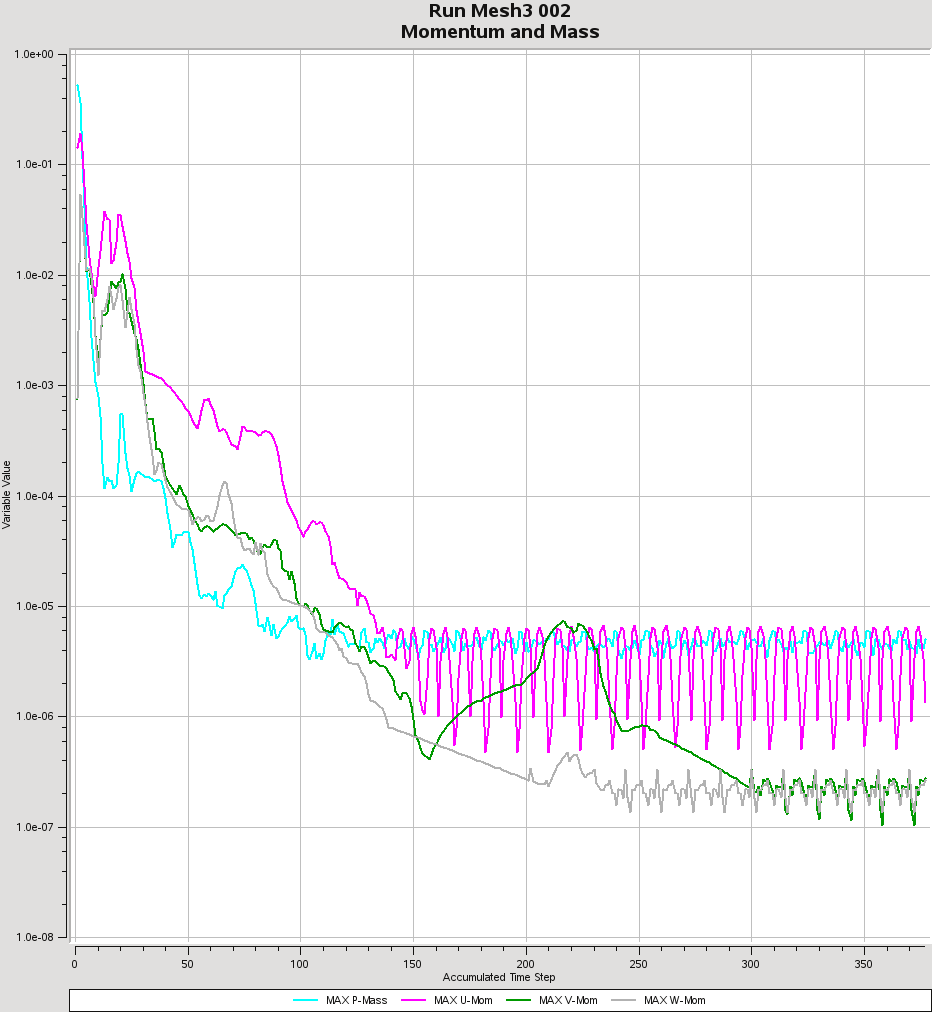 Run Mesh3 002
Momentum and Mass
1.0e+00
1.0e-01
1.0e-02
1.0e-03
1.0e-04
1.0e-05
1.0e-06
1.0e-07
1.0e-08
Variable Value
0 50 100 150 200 250 300 350
Accumulated Time Step
MAX P-Mass MAX U-Mom MAX V-Mom MAX W-Mom